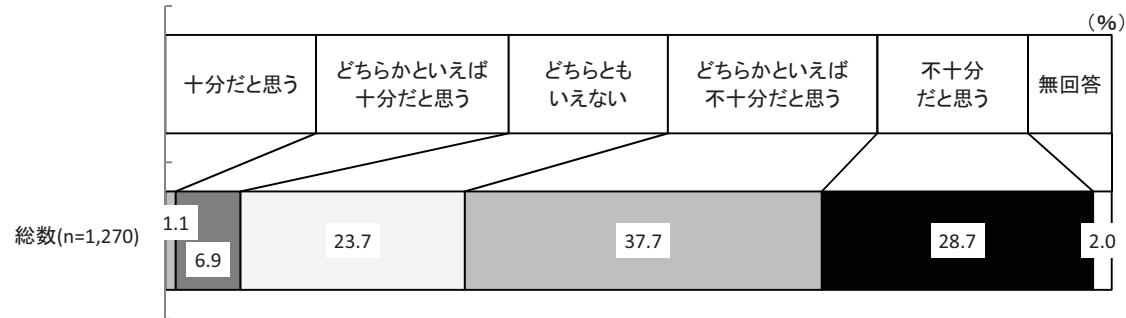 （%）
十分だと思う
どちらかといえば
十分だと思う
どちらとも
いえない
どちらかといえば
不十分だと思う
不十分
だと思う
無回答
総数(n=1,270)
1.1
6.9
23.7
37.7
28.7
2.0